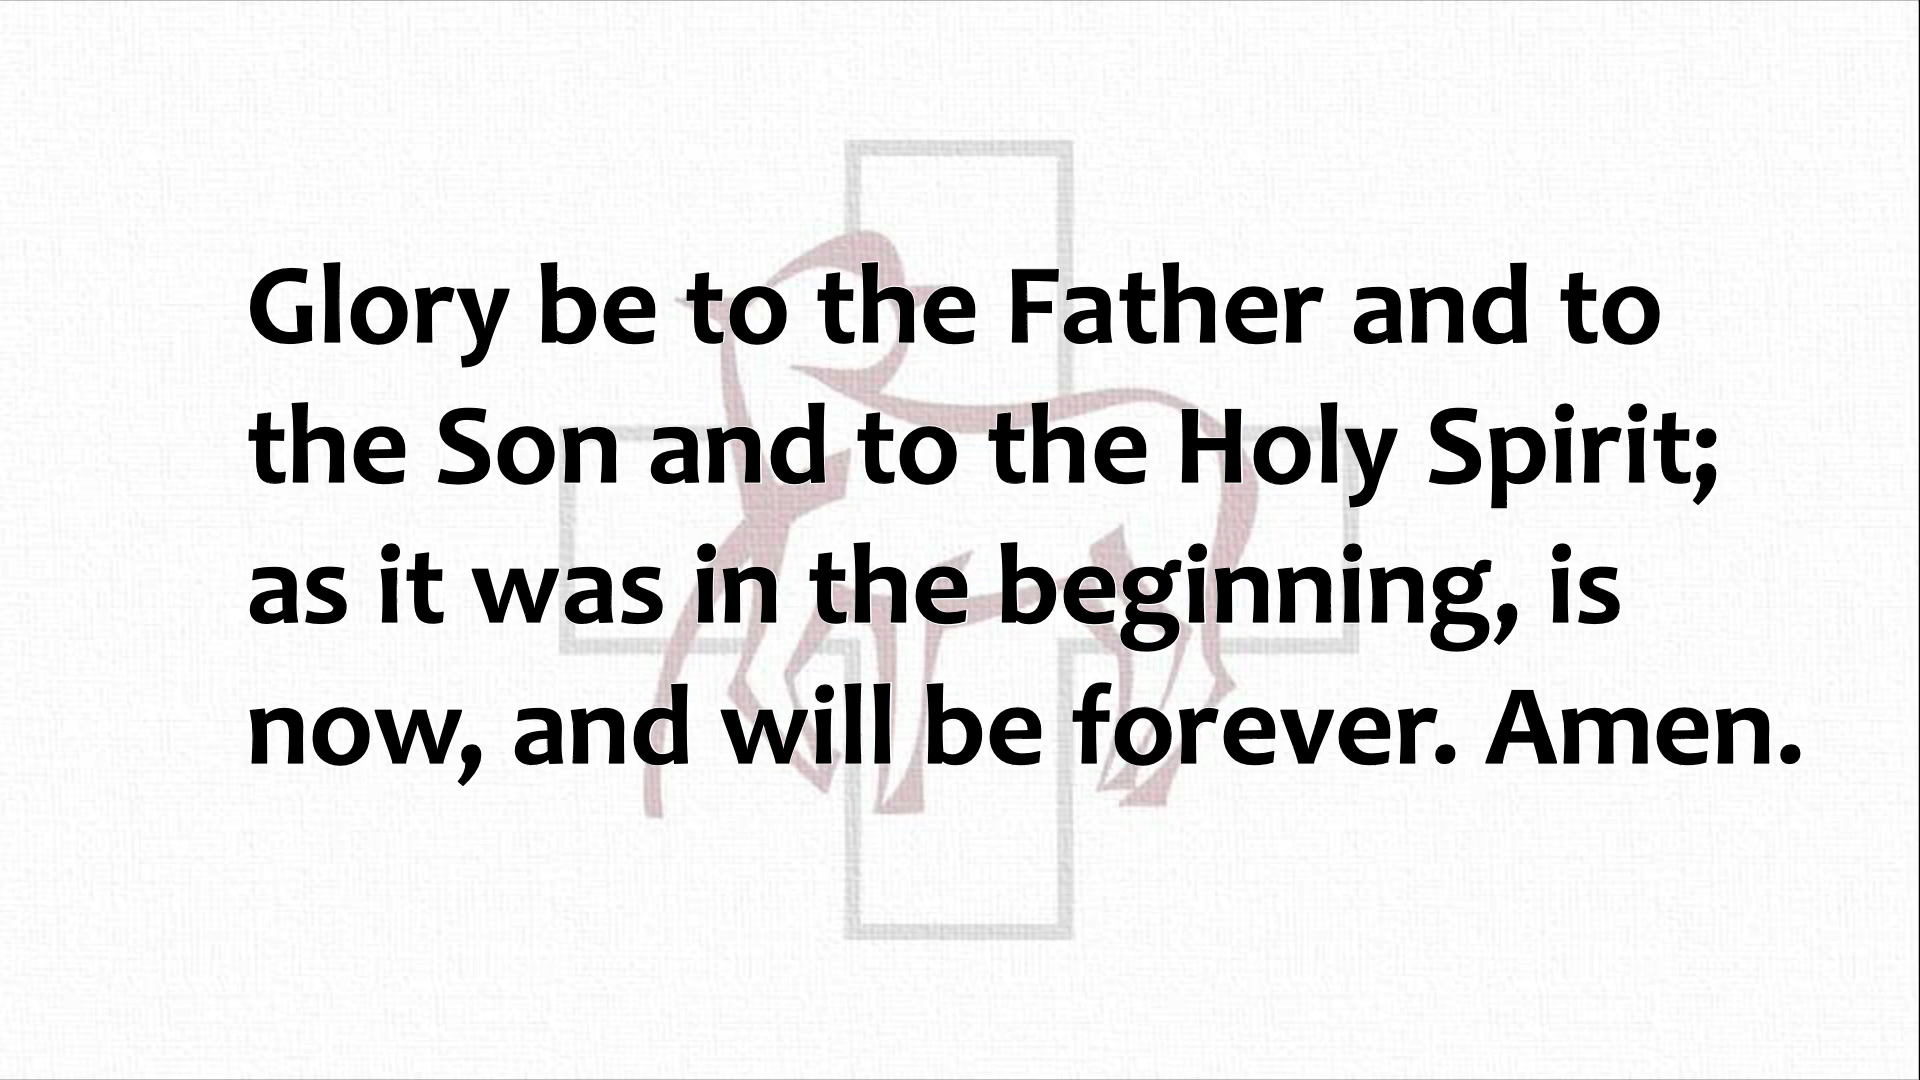 Glory be to the Father and to
the Son and to the Holy Spirit;
as it was in the beginning, is
now, and will be forever. Amen.